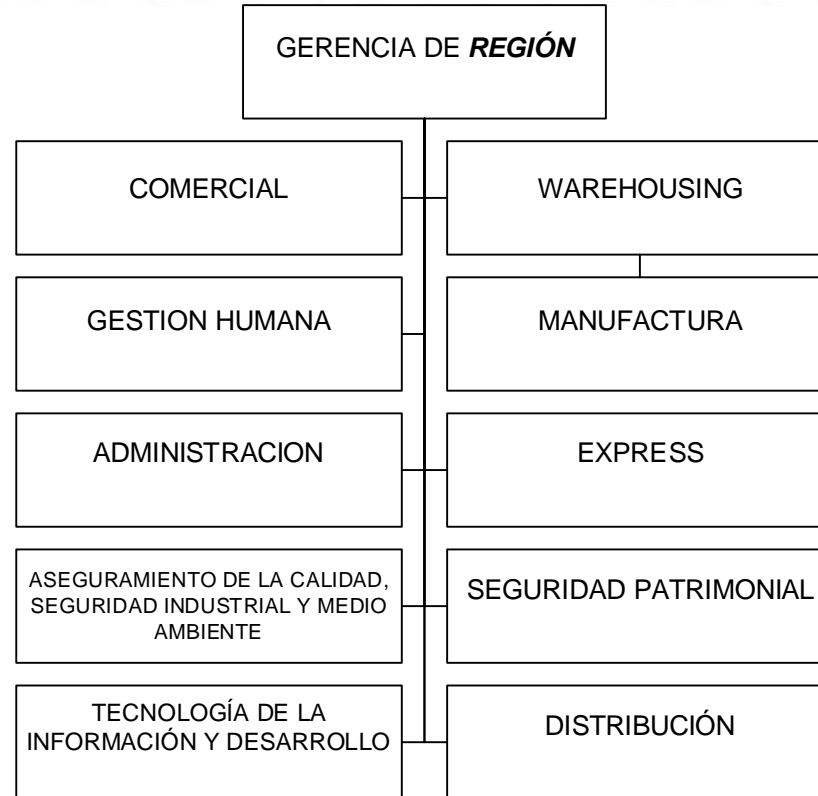 GERENCIA DE REGIÓN
COMERCIAL
WAREHOUSING
GESTION HUMANA
MANUFACTURA
ADMINISTRACION
EXPRESS
ASEGURAMIENTO DE LA CALIDAD,
SEGURIDAD INDUSTRIAL Y MEDIO
AMBIENTE
SEGURIDAD PATRIMONIAL
TECNOLOGÍA DE LA
INFORMACIÓN Y DESARROLLO
DISTRIBUCIÓN